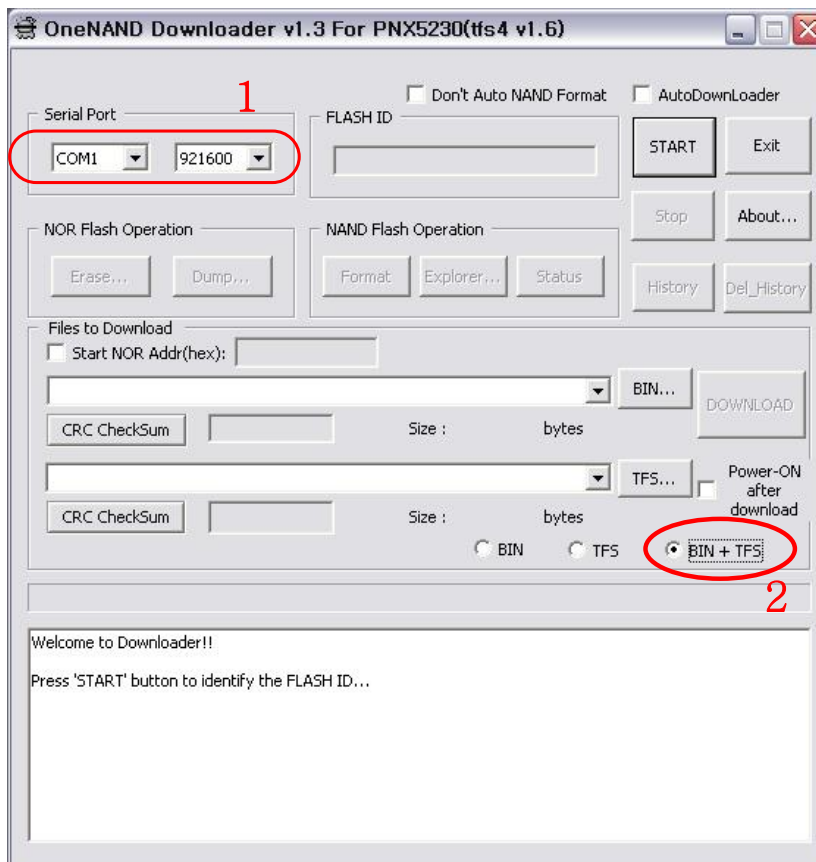 OneNAND Downloader v1.3 For PNX5230(tfs4 v1.6)
Don't Auto NAND Format
AutoDownLoader
1
Serial Port
FLASH ID
COM1
921600
START
Exit
NOR Flash Operation
NAND Flash Operation
Stop
About...
Erase...
Dump...
Format
Explorer...
Status
History
Del_History
Files to Download
Start NOR Addr(hex):
BIN...
DOWNLOAD
CRC CheckSum
Size :
bytes
TFS...
Power-ON
after
download
CRC CheckSum
Size :
bytes
BIN
TFS
BIN + TFS
2
Welcome to Downloader!!
Press 'START' button to identify the FLASH ID...